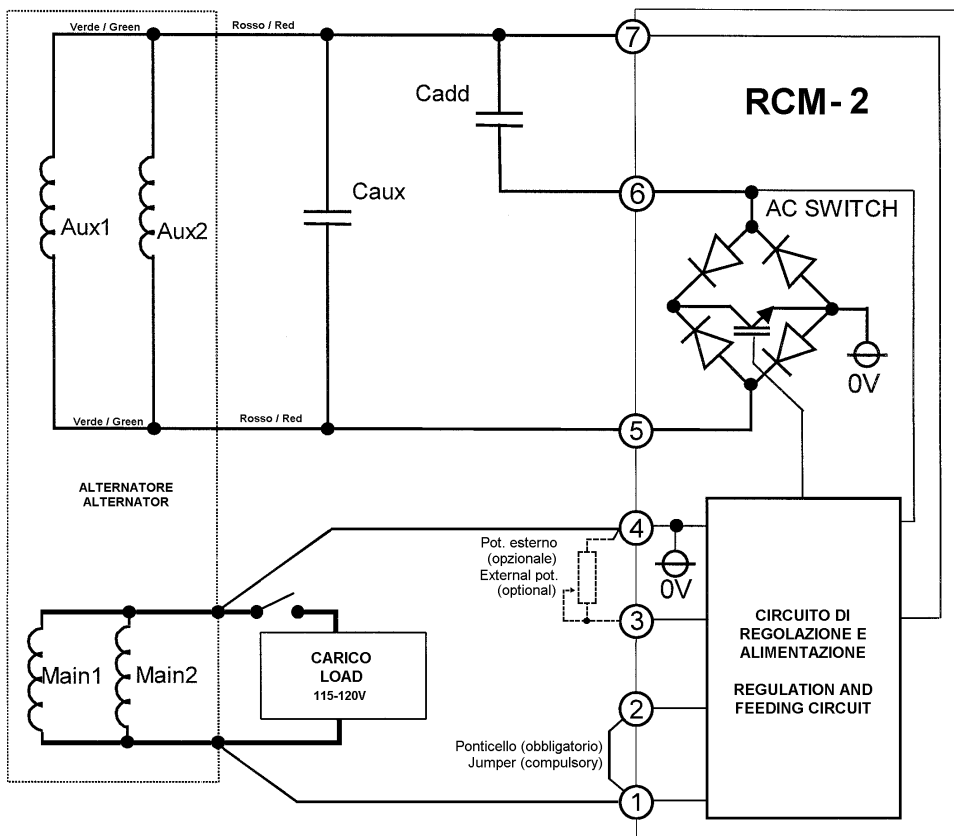 Verde / Green
Rosso / Red
7
Cadd
RCM- 2
Aux1
Aux2
Caux
6
AC SWITCH
0V
Verde / Green
Rosso / Red
5
ALTERNATORE
ALTERNATOR
4
Pot. esterno
(opzionale)
External pot.
(optional)
0V
3
Main1
Main2
CARICO
LOAD
115-120V
CIRCUITO DI
REGOLAZIONE E
ALIMENTAZIONE
REGULATION AND
FEEDING CIRCUIT
2
Ponticello (obbligatorio)
Jumper (compulsory)
1